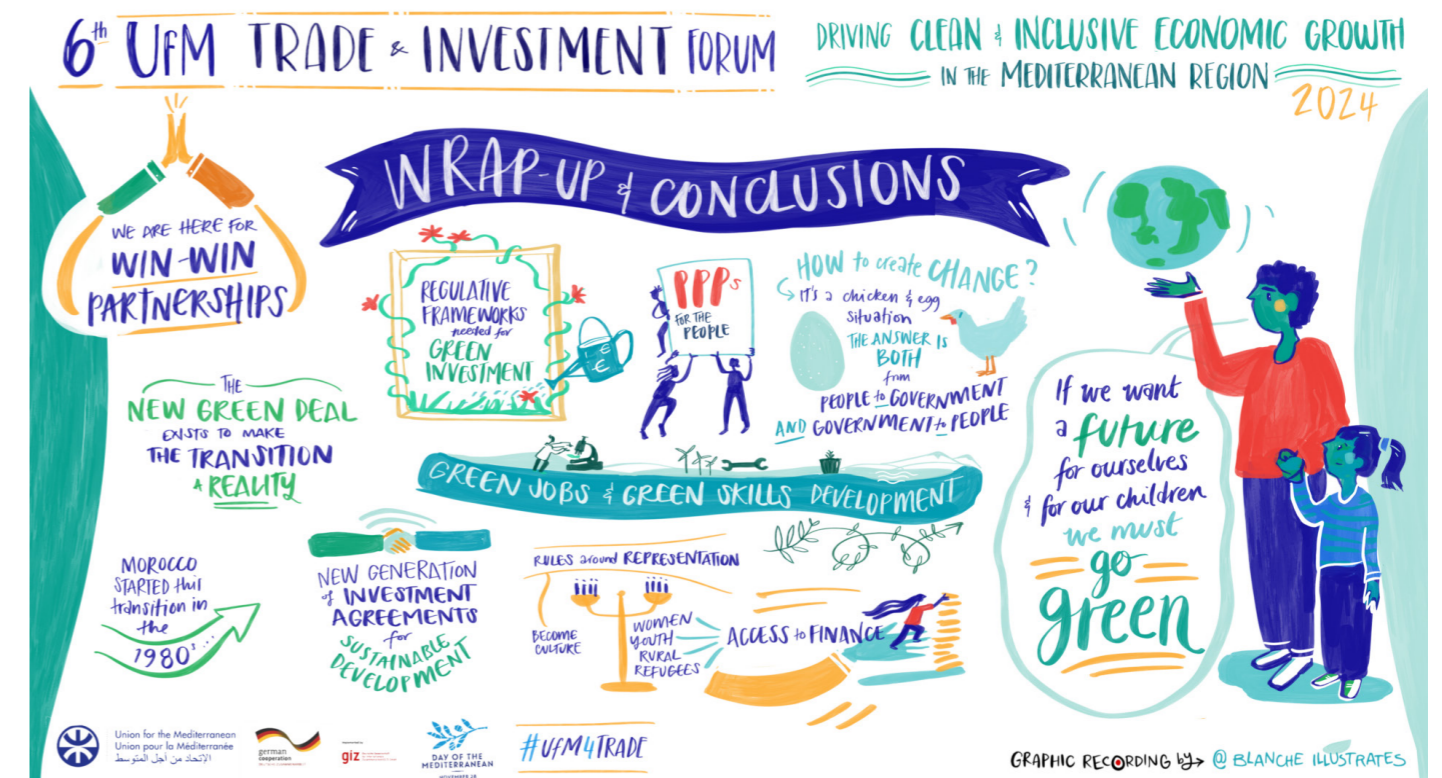 6th UfM TRADE & INVESTMENT FORUM
DRIVING CLEAN & INCLUSIVE ECONOMIC GROWTH
IN THE MEDITERRANEAN REGION
2024
WRAP-UP & CONCLUSIONS
WE ARE HERE FOR
WIN-WIN
PARTNERSHIPS
REGULATIVE
FRAMEWORKS
needed for
GREEN
INVESTMENT
€
€
PPPs
FOR THE
PEOPLE
HOW to create CHANGE?
IT'S a chicken & egg
situation
THE ANSWER IS
BOTH
from
PEOPLE to GOVERNMENT
AND GOVERNMENT to PEOPLE
THE
NEW GREEN DEAL
EXISTS TO MAKE
THE TRANSITION
A REALITY
GREEN JOBS & GREEN SKILLS DEVELOPMENT
If we want
a future
for ourselves
& for our children
we must
go
green
MOROCCO
STARTED this
transition in
the
1980's
NEW GENERATION
of INVESTMENT
AGREEMENTS
for
SUSTAINABLE
DEVELOPMENT
RULES around REPRESENTATION
BECOME
CULTURE
WOMEN
YOUTH
RURAL
REFUGEES
ACCESS to FINANCE
Union for the Mediterranean
Union pour la Méditerranée
الإتحاد من أجل المتوسط
german
cooperation
giz
DAY OF THE
MEDITERRANEAN
NOVEMBER 28
#UfM4TRADE
GRAPHIC RECORDING by → @ BLANCHE ILLUSTRATES